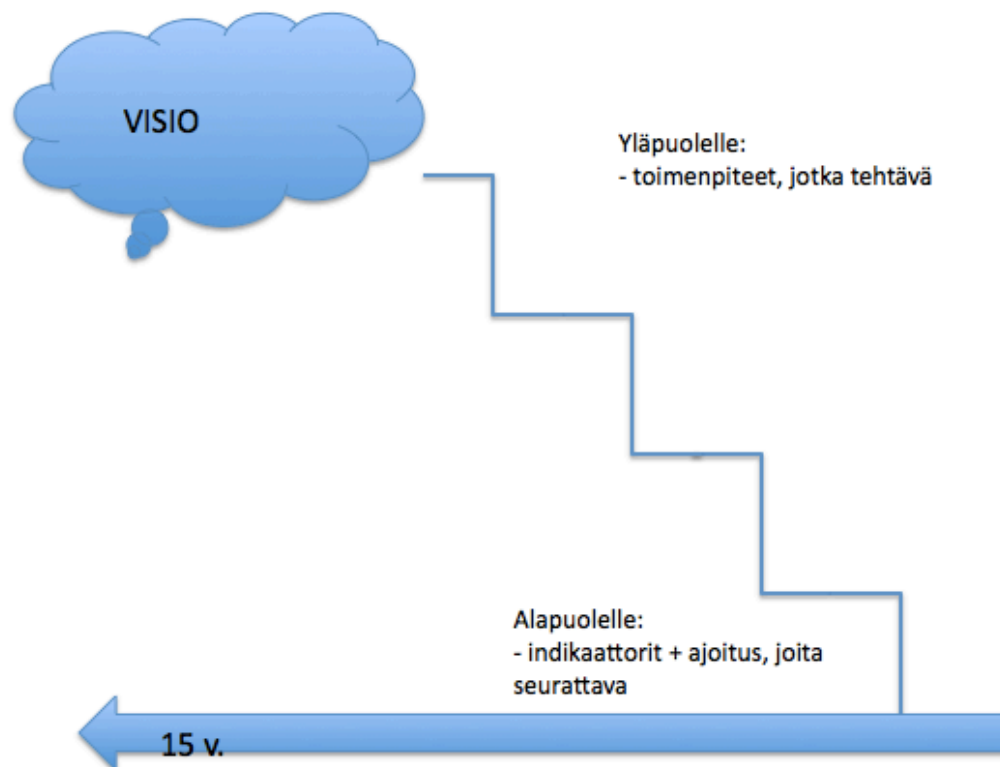 VISIO
Yläpuolelle:
- toimenpiteet, jotka tehtävä
Alapuolelle:
- indikaattorit + ajoitus, joita
seurattava
15 v.